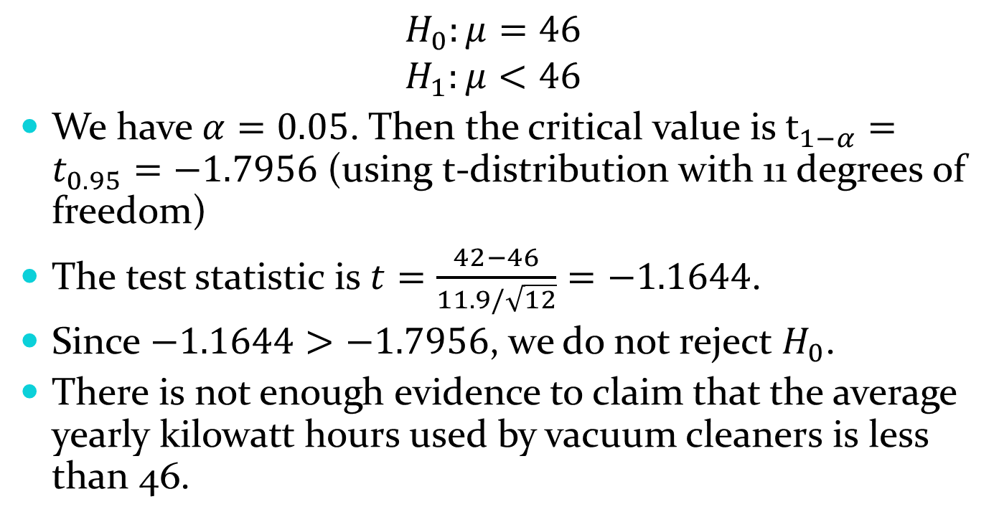 H₀: μ = 46
H₁: μ < 46
• We have α = 0.05. Then the critical value is t₁₋α =
t₀.₉₅ = −1.7956 (using t-distribution with 11 degrees of
freedom)
• The test statistic is t = (42−46)/(11.9/√12) = −1.1644.
• Since −1.1644 > −1.7956, we do not reject H₀.
• There is not enough evidence to claim that the average
yearly kilowatt hours used by vacuum cleaners is less
than 46.